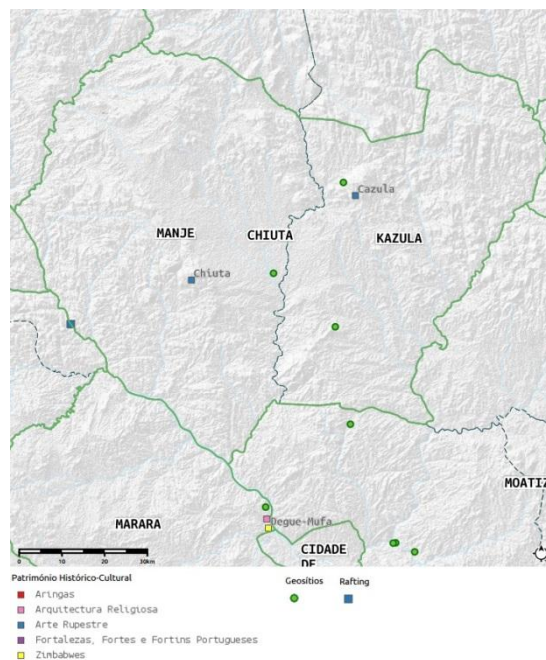 Cazula
MANJE
CHIUTA
KAZULA
Chiuta
MOATIZ
MARARA
Degue-Mufa
CIDADE
DE
0
10
20
30km
Património Histórico-Cultural
Aringas
Arquitectura Religiosa
Arte Rupestre
Fortalezas, Fortes e Fortins Portugueses
Zimbabwes
Geosítios
Rafting